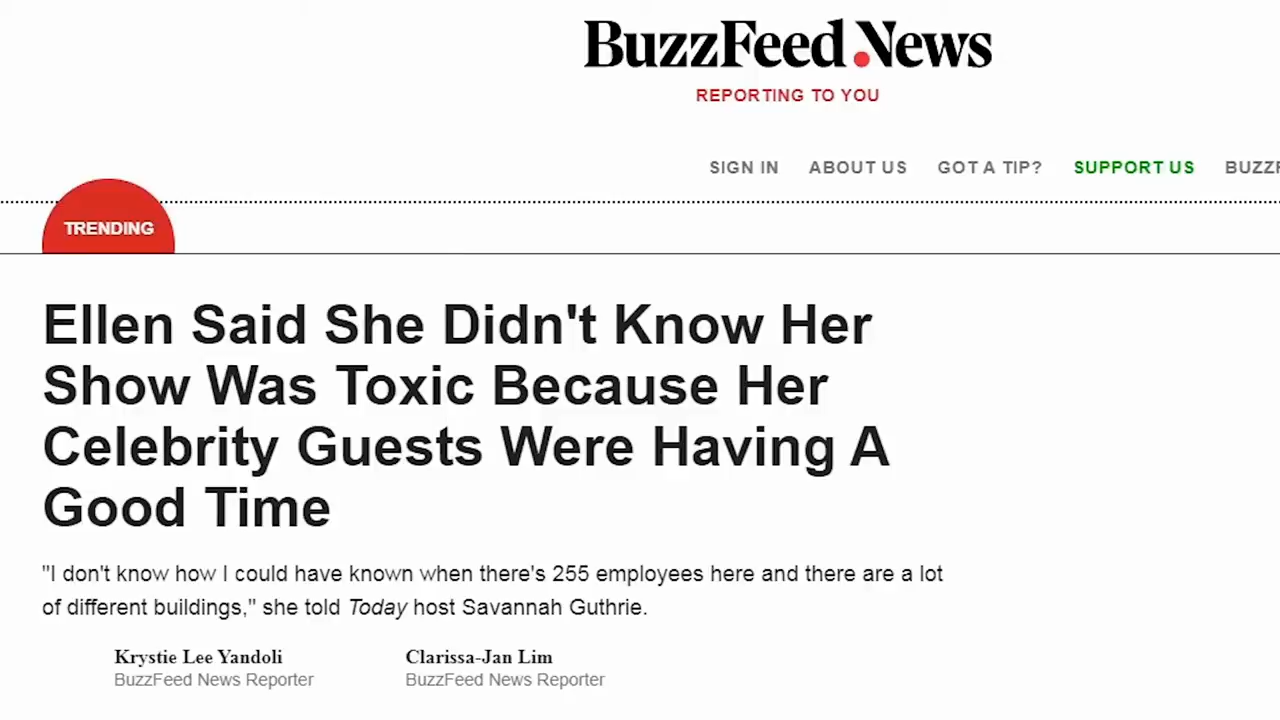 BuzzFeed News
REPORTING TO YOU
SIGN IN ABOUT US GOT A TIP? SUPPORT US BUZZF
TRENDING
Ellen Said She Didn't Know Her
Show Was Toxic Because Her
Celebrity Guests Were Having A
Good Time
"I don't know how I could have known when there's 255 employees here and there are a lot
of different buildings," she told Today host Savannah Guthrie.
Krystie Lee Yandoli Clarissa-Jan Lim
BuzzFeed News Reporter BuzzFeed News Reporter